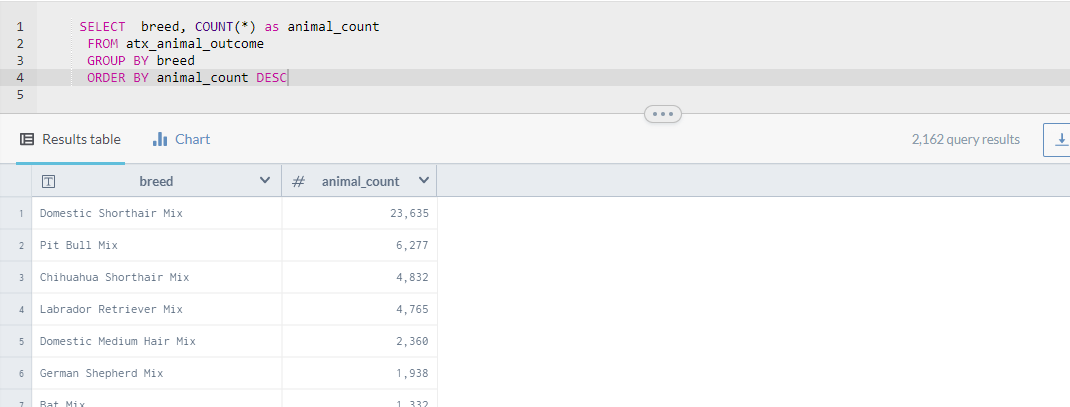 1 SELECT breed, COUNT(*) as animal_count
2 FROM atx_animal_outcome
3 GROUP BY breed
4 ORDER BY animal_count DESC
5
Results table Chart 2,162 query results
T breed # animal_count
1 Domestic Shorthair Mix 23,635
2 Pit Bull Mix 6,277
3 Chihuahua Shorthair Mix 4,832
4 Labrador Retriever Mix 4,765
5 Domestic Medium Hair Mix 2,360
6 German Shepherd Mix 1,938
7 Bat Mix 1,332